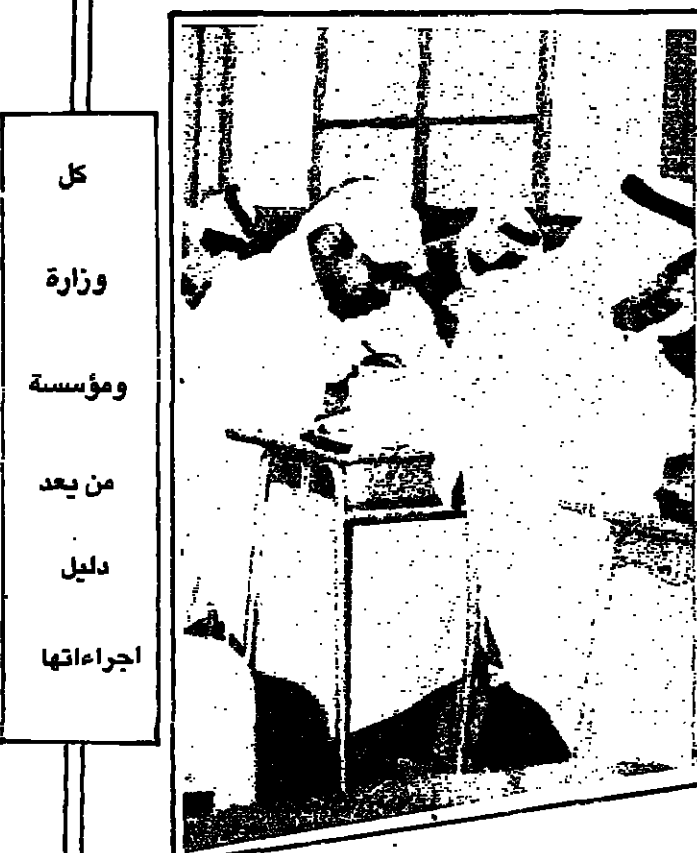 كل
وزارة
ومؤسسة
من يعد
دليل
اجراءاتها